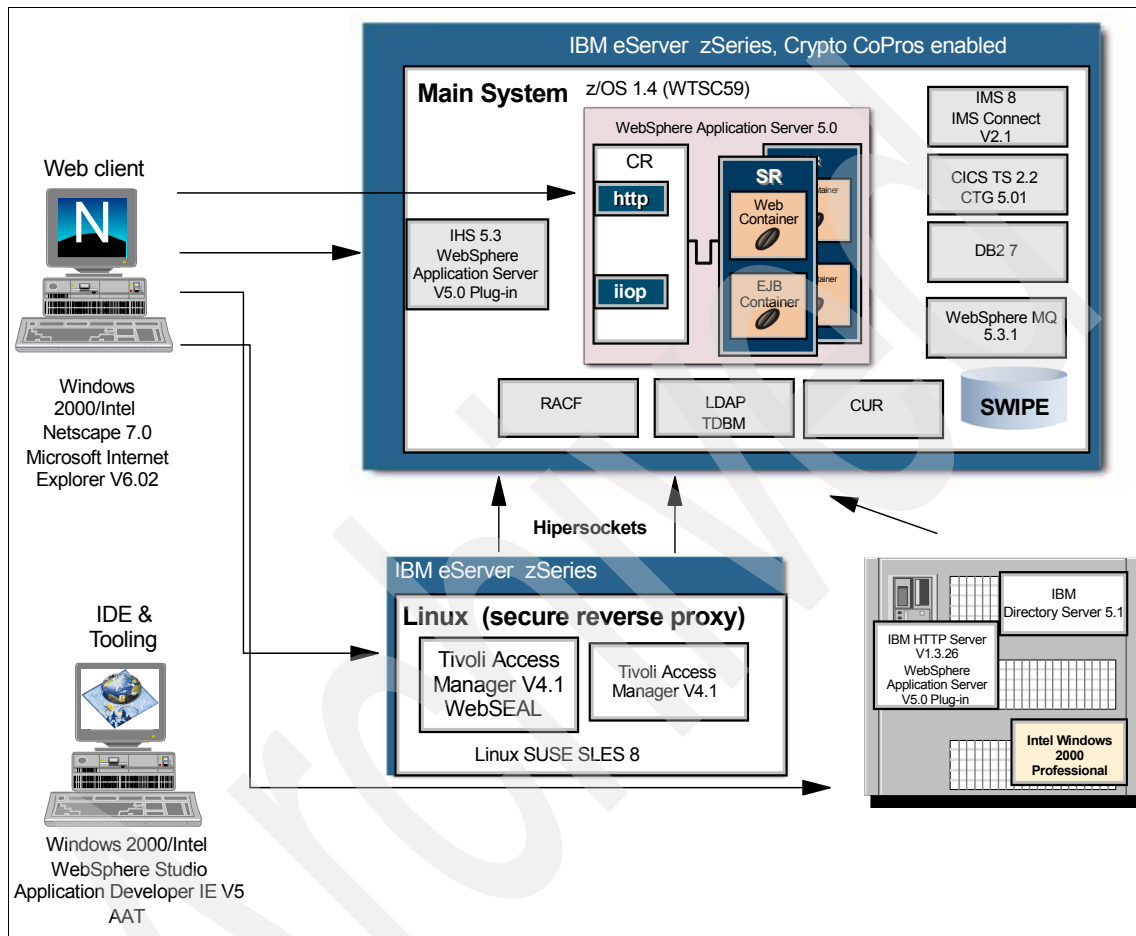 IBM eServer zSeries, Crypto CoPros enabled
Main System
z/OS 1.4 (WTSC59)
WebSphere Application Server 5.0
CR
http
iiop
SR
Web
Container
EJB
Container
R
ontainer
ontainer
IMS 8
IMS Connect
V2.1
CICS TS 2.2
CTG 5.01
DB2 7
WebSphere MQ
5.3.1
SWIPE
IHS 5.3
WebSphere
Application Server
V5.0 Plug-in
RACF
LDAP
TDBM
CUR
Web client
N
Windows
2000/Intel
Netscape 7.0
Microsoft Internet
Explorer V6.02
Hipersockets
IBM eServer zSeries
Linux (secure reverse proxy)
Tivoli Access
Manager V4.1
WebSEAL
Tivoli Access
Manager V4.1
Linux SUSE SLES 8
IBM
Directory Server 5.1
IBM HTTP Server
V1.3.26
WebSphere
Application Server
V5.0 Plug-in
Intel Windows
2000
Professional
IDE &
Tooling
Windows 2000/Intel
WebSphere Studio
Application Developer IE V5
AAT
Archived